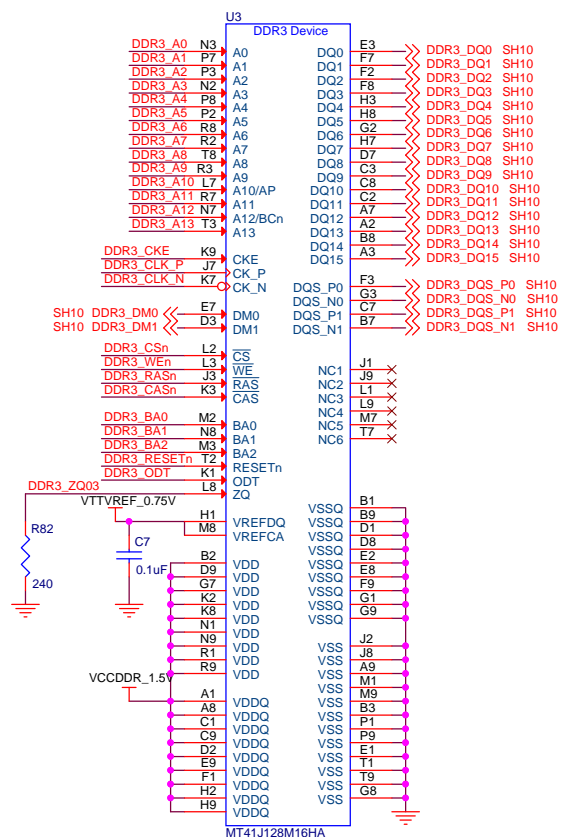 U3
DDR3 Device
DDR3_A0 N3 A0 DQ0 E3 DDR3_DQ0 SH10
DDR3_A1 P7 A1 DQ1 F7 DDR3_DQ1 SH10
DDR3_A2 P3 A2 DQ2 F2 DDR3_DQ2 SH10
DDR3_A3 N2 A3 DQ3 F8 DDR3_DQ3 SH10
DDR3_A4 P8 A4 DQ4 H3 DDR3_DQ4 SH10
DDR3_A5 P2 A5 DQ5 H8 DDR3_DQ5 SH10
DDR3_A6 R8 A6 DQ6 G2 DDR3_DQ6 SH10
DDR3_A7 R2 A7 DQ7 H7 DDR3_DQ7 SH10
DDR3_A8 T8 A8 DQ8 D7 DDR3_DQ8 SH10
DDR3_A9 R3 A9 DQ9 C3 DDR3_DQ9 SH10
DDR3_A10 L7 A10/AP DQ10 C8 DDR3_DQ10 SH10
DDR3_A11 R7 A11 DQ11 C2 DDR3_DQ11 SH10
DDR3_A12 N7 A12/BCn DQ12 A7 DDR3_DQ12 SH10
DDR3_A13 T3 A13 DQ13 A2 DDR3_DQ13 SH10
DQ14 B8 DDR3_DQ14 SH10
DDR3_CKE K9 CKE DQ15 A3 DDR3_DQ15 SH10
DDR3_CLK_P J7 CK_P
DDR3_CLK_N K7 CK_N DQS_P0 F3 DDR3_DQS_P0 SH10
DQS_N0 G3 DDR3_DQS_N0 SH10
SH10 DDR3_DM0 E7 DM0 DQS_P1 C7 DDR3_DQS_P1 SH10
SH10 DDR3_DM1 D3 DM1 DQS_N1 B7 DDR3_DQS_N1 SH10
DDR3_CSn L2 CS
DDR3_WEn L3 WE NC1 J1
DDR3_RASn J3 RAS NC2 J9
DDR3_CASn K3 CAS NC3 L1
NC4 L9
DDR3_BA0 M2 BA0 NC5 M7
DDR3_BA1 N8 BA1 NC6 T7
DDR3_BA2 M3 BA2
DDR3_RESETn T2 RESETn
DDR3_ODT K1 ODT
DDR3_ZQ03 L8 ZQ
VTTVREF_0.75V VSSQ B1
H1 VREFDQ VSSQ B9
M8 VREFCA VSSQ D1
R82 C7 VSSQ D8
B2 VDD VSSQ E2
0.1uF D9 VDD VSSQ E8
240 G7 VDD VSSQ F9
K2 VDD VSSQ G1
K8 VDD VSSQ G9
N1 VDD
N9 VDD VSS J2
R1 VDD VSS J8
R9 VDD VSS A9
VCCDDR_1.5V VSS M1
A1 VDDQ VSS M9
A8 VDDQ VSS B3
C1 VDDQ VSS P1
C9 VDDQ VSS P9
D2 VDDQ VSS E1
E9 VDDQ VSS T1
F1 VDDQ VSS T9
H2 VDDQ VSS G8
H9 VDDQ
MT41J128M16HA